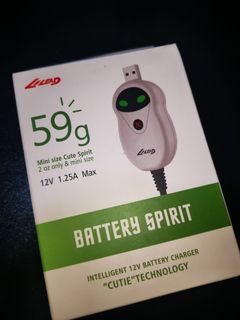 LEAD
59g
Mini size Cute Spirit
2 oz only & mini size
12V 1.25A Max
BATTERY SPIRIT
INTELLIGENT 12V BATTERY CHARGER
"CUTIE" TECHNOLOGY